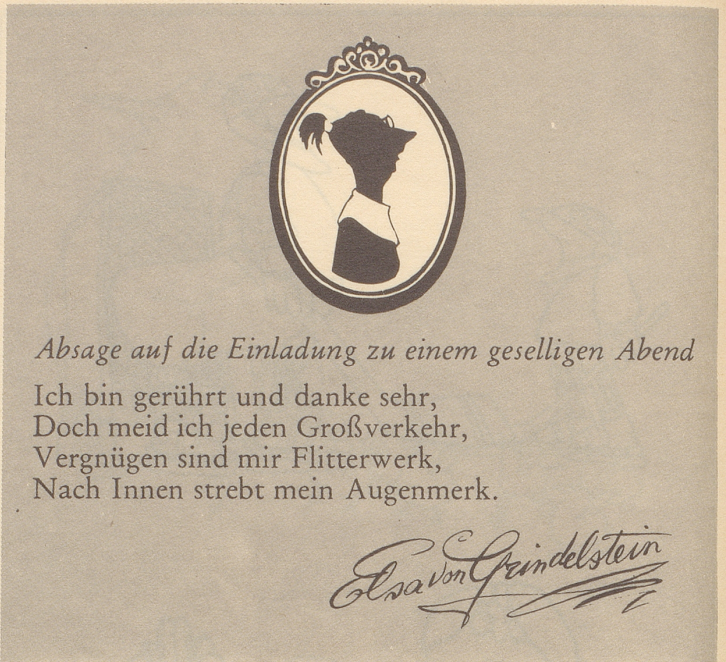 Absage auf die Einladung zu einem geselligen Abend
Ich bin gerührt und danke sehr,
Doch meid ich jeden Großverkehr,
Vergnügen sind mir Flitterwerk,
Nach Innen strebt mein Augenmerk.
Elsa von Grindelstein